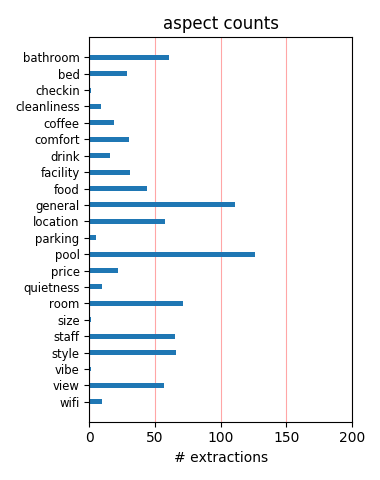 aspect counts
bathroom
bed
checkin
cleanliness
coffee
comfort
drink
facility
food
general
location
parking
pool
price
quietness
room
size
staff
style
vibe
view
wifi
0 50 100 150 200
# extractions